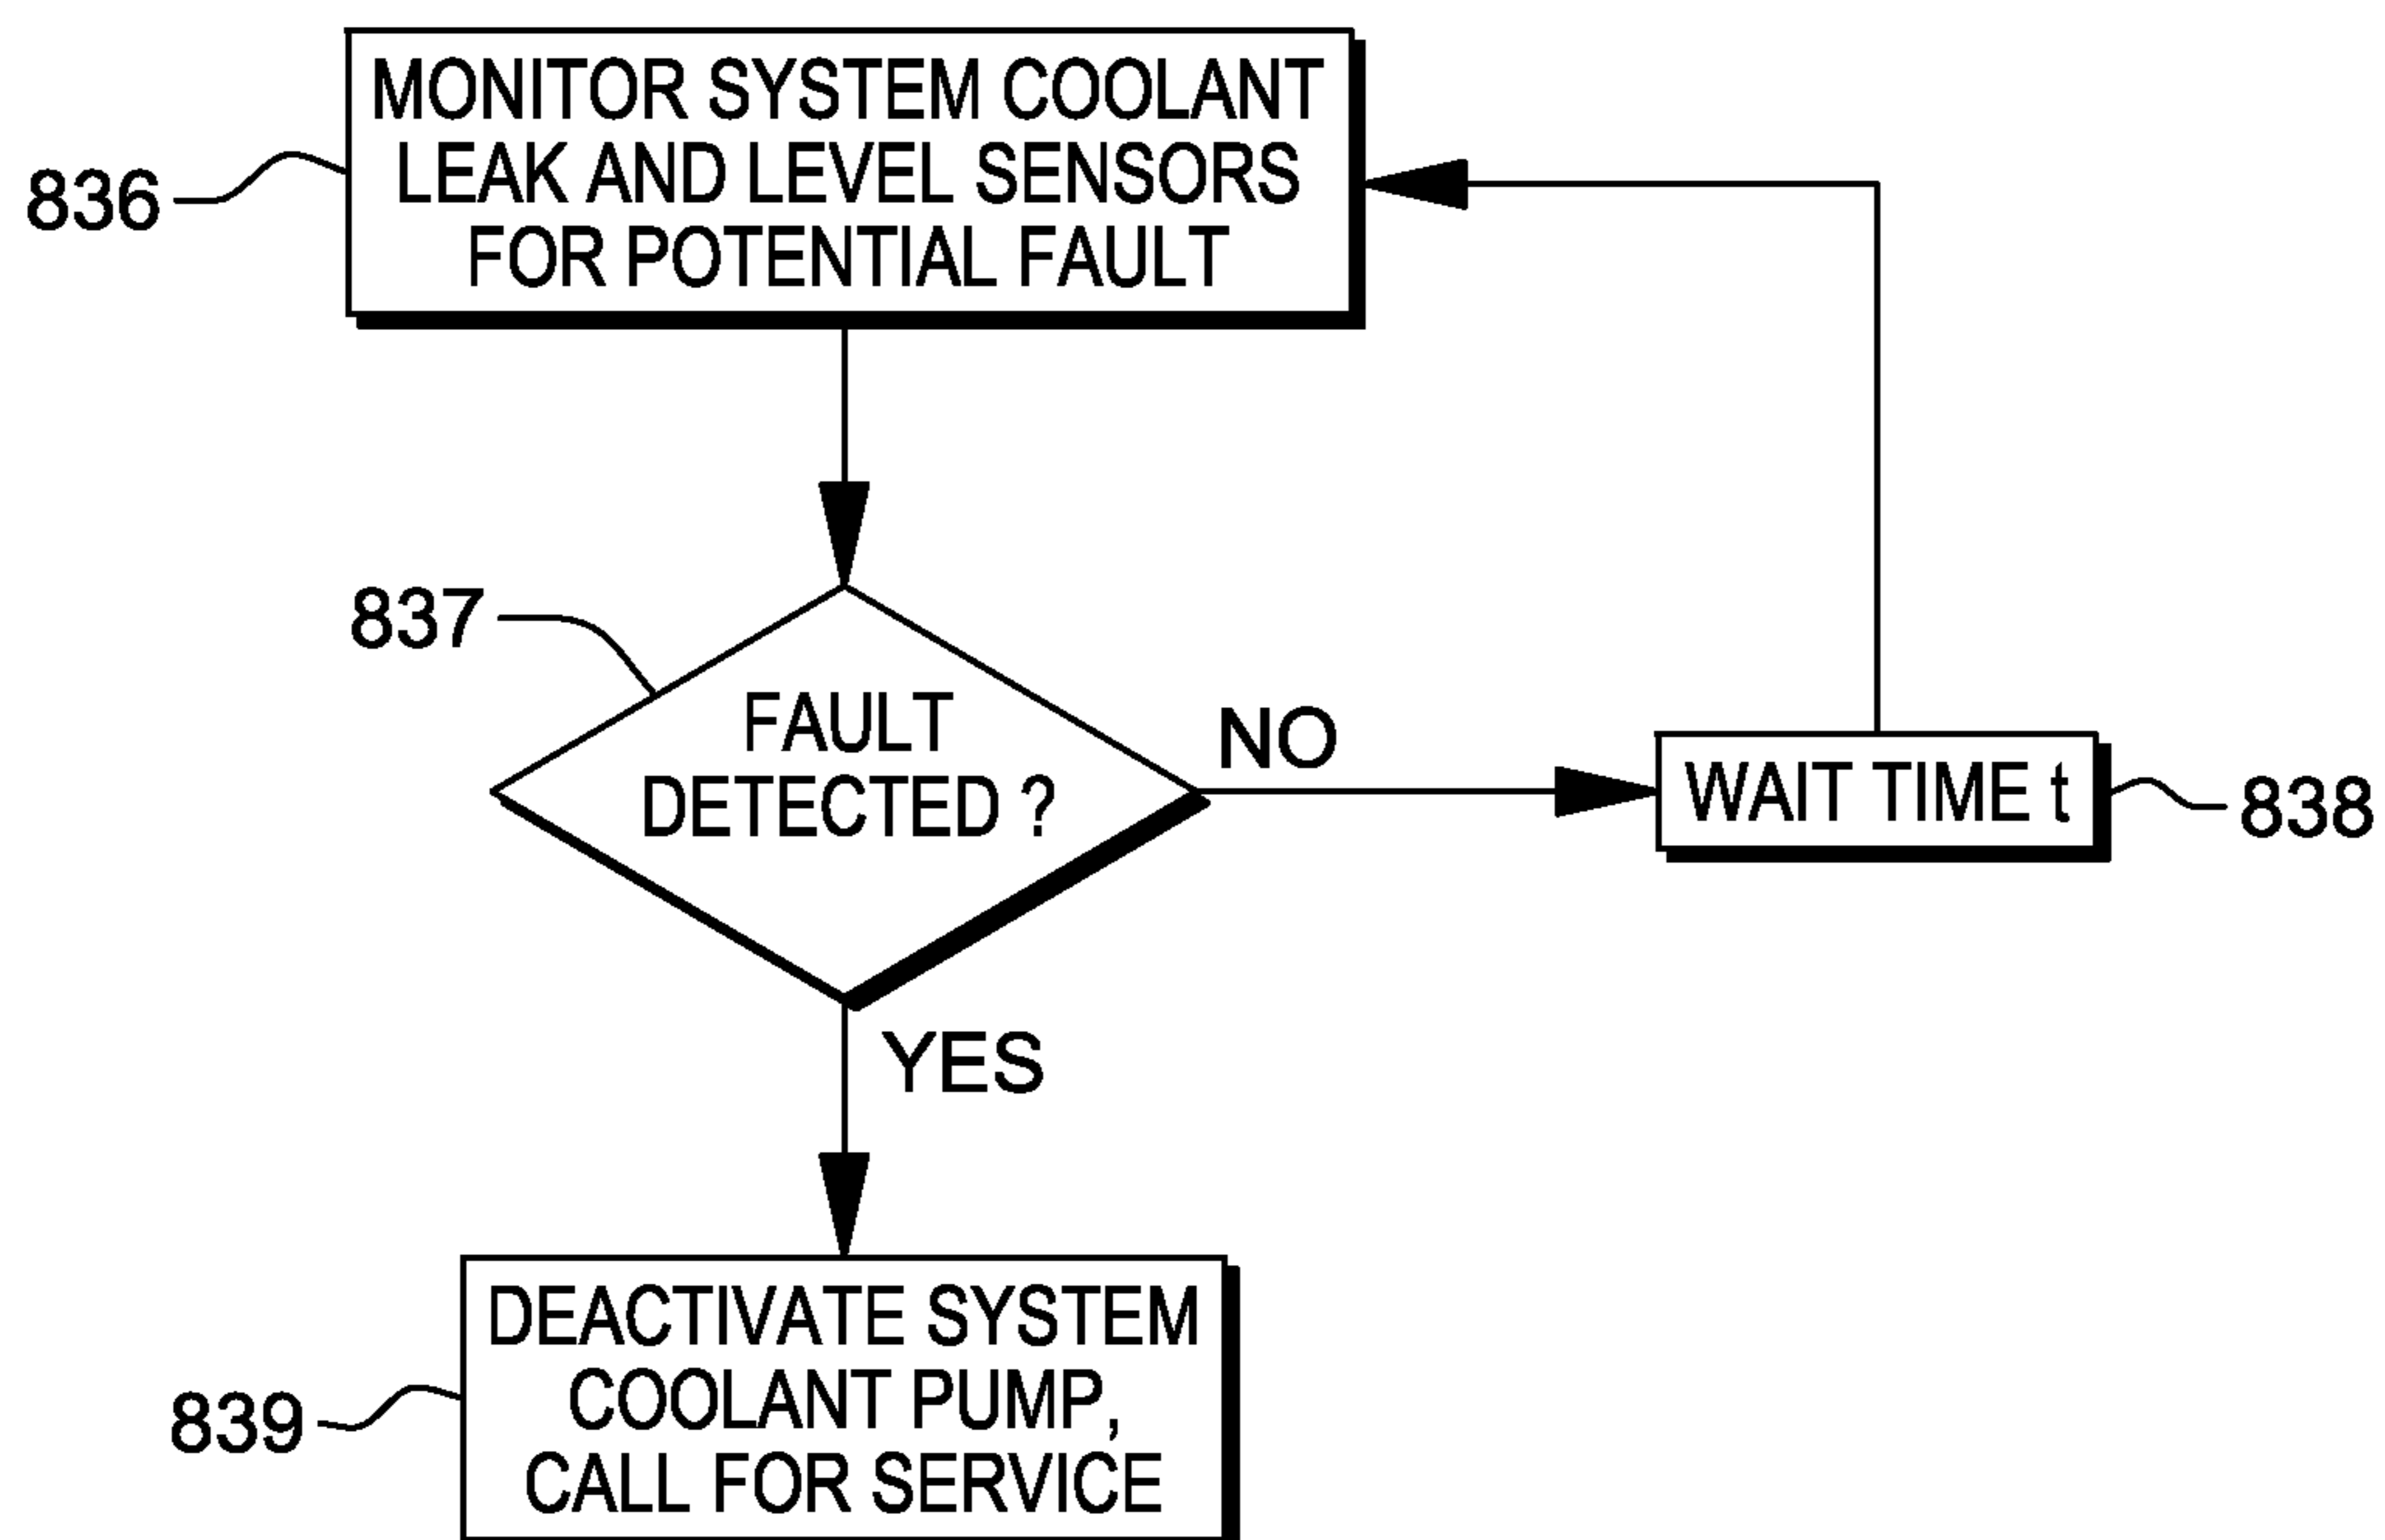 836
MONITOR SYSTEM COOLANT
LEAK AND LEVEL SENSORS
FOR POTENTIAL FAULT
837
FAULT
DETECTED ?
NO
WAIT TIME t
838
YES
839
DEACTIVATE SYSTEM
COOLANT PUMP,
CALL FOR SERVICE